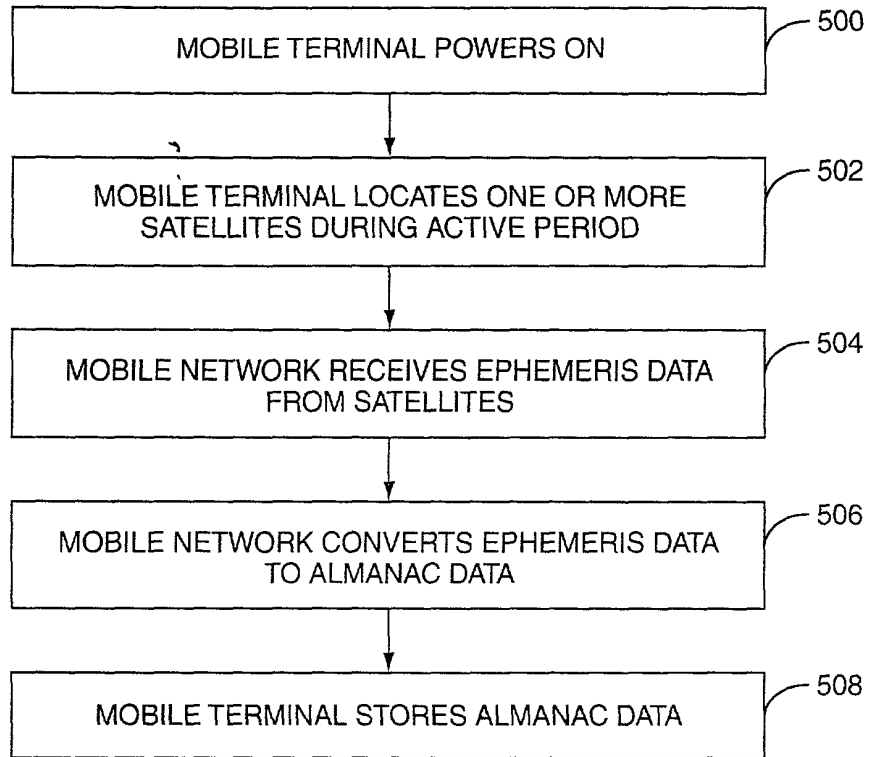 MOBILE TERMINAL POWERS ON
500
MOBILE TERMINAL LOCATES ONE OR MORE
SATELLITES DURING ACTIVE PERIOD
502
MOBILE NETWORK RECEIVES EPHEMERIS DATA
FROM SATELLITES
504
MOBILE NETWORK CONVERTS EPHEMERIS DATA
TO ALMANAC DATA
506
MOBILE TERMINAL STORES ALMANAC DATA
508